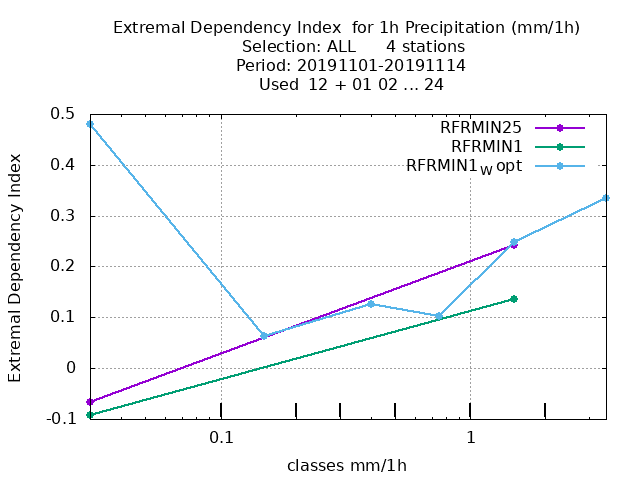 Extremal Dependency Index  for 1h Precipitation (mm/1h)
Selection: ALL      4 stations
Period: 20191101-20191114
Used  12 + 01 02 ... 24
RFRMIN25
RFRMIN1
RFRMIN1w opt
0.5
0.4
0.3
0.2
0.1
0
-0.1
Extremal Dependency Index
0.1 1
classes mm/1h